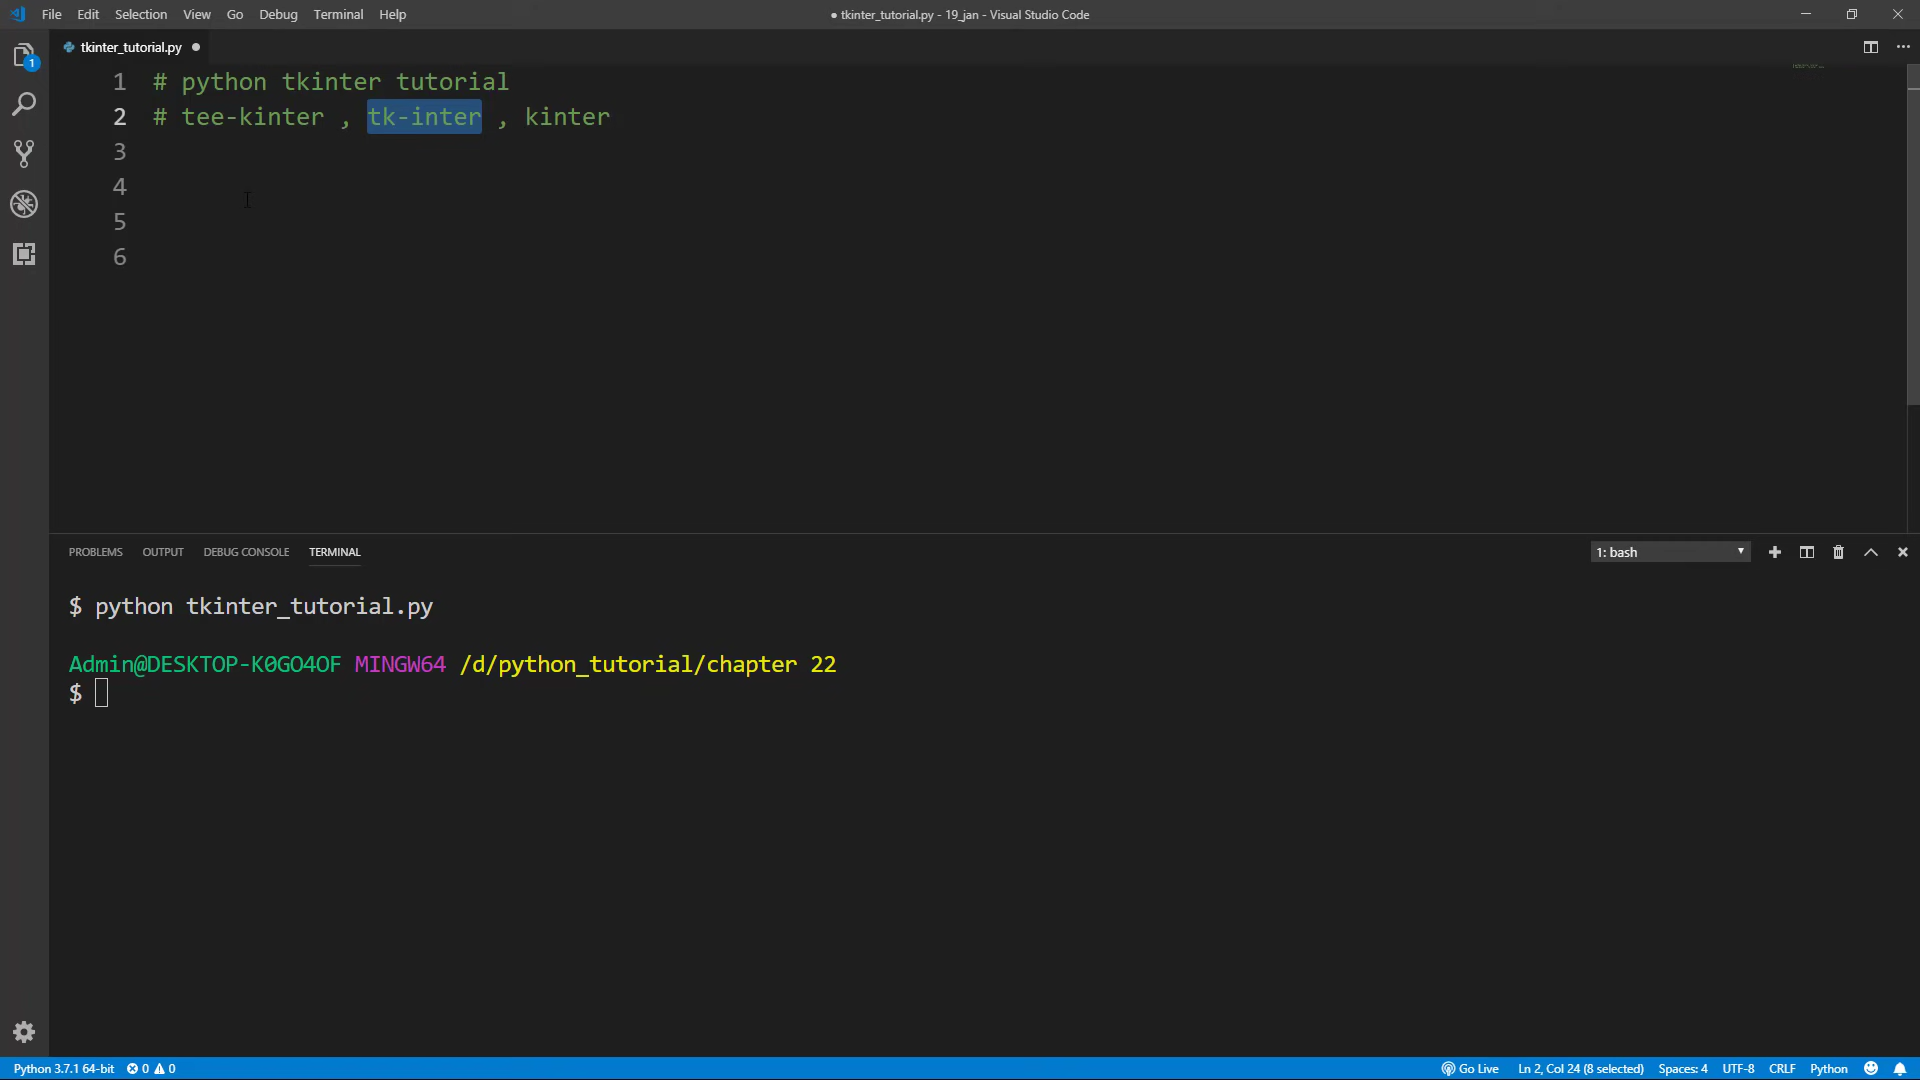 File Edit Selection View Go Debug Terminal Help
● tkinter_tutorial.py - 19_jan - Visual Studio Code
tkinter_tutorial.py ●
1
1 # python tkinter tutorial
2 # tee-kinter , tk-inter , kinter
3
4
5
6
PROBLEMS OUTPUT DEBUG CONSOLE TERMINAL
1: bash
$ python tkinter_tutorial.py
Admin@DESKTOP-K0GO4OF MINGW64 /d/python_tutorial/chapter 22
$
Python 3.7.1 64-bit 0 0
Go Live Ln 2, Col 24 (8 selected) Spaces: 4 UTF-8 CRLF Python